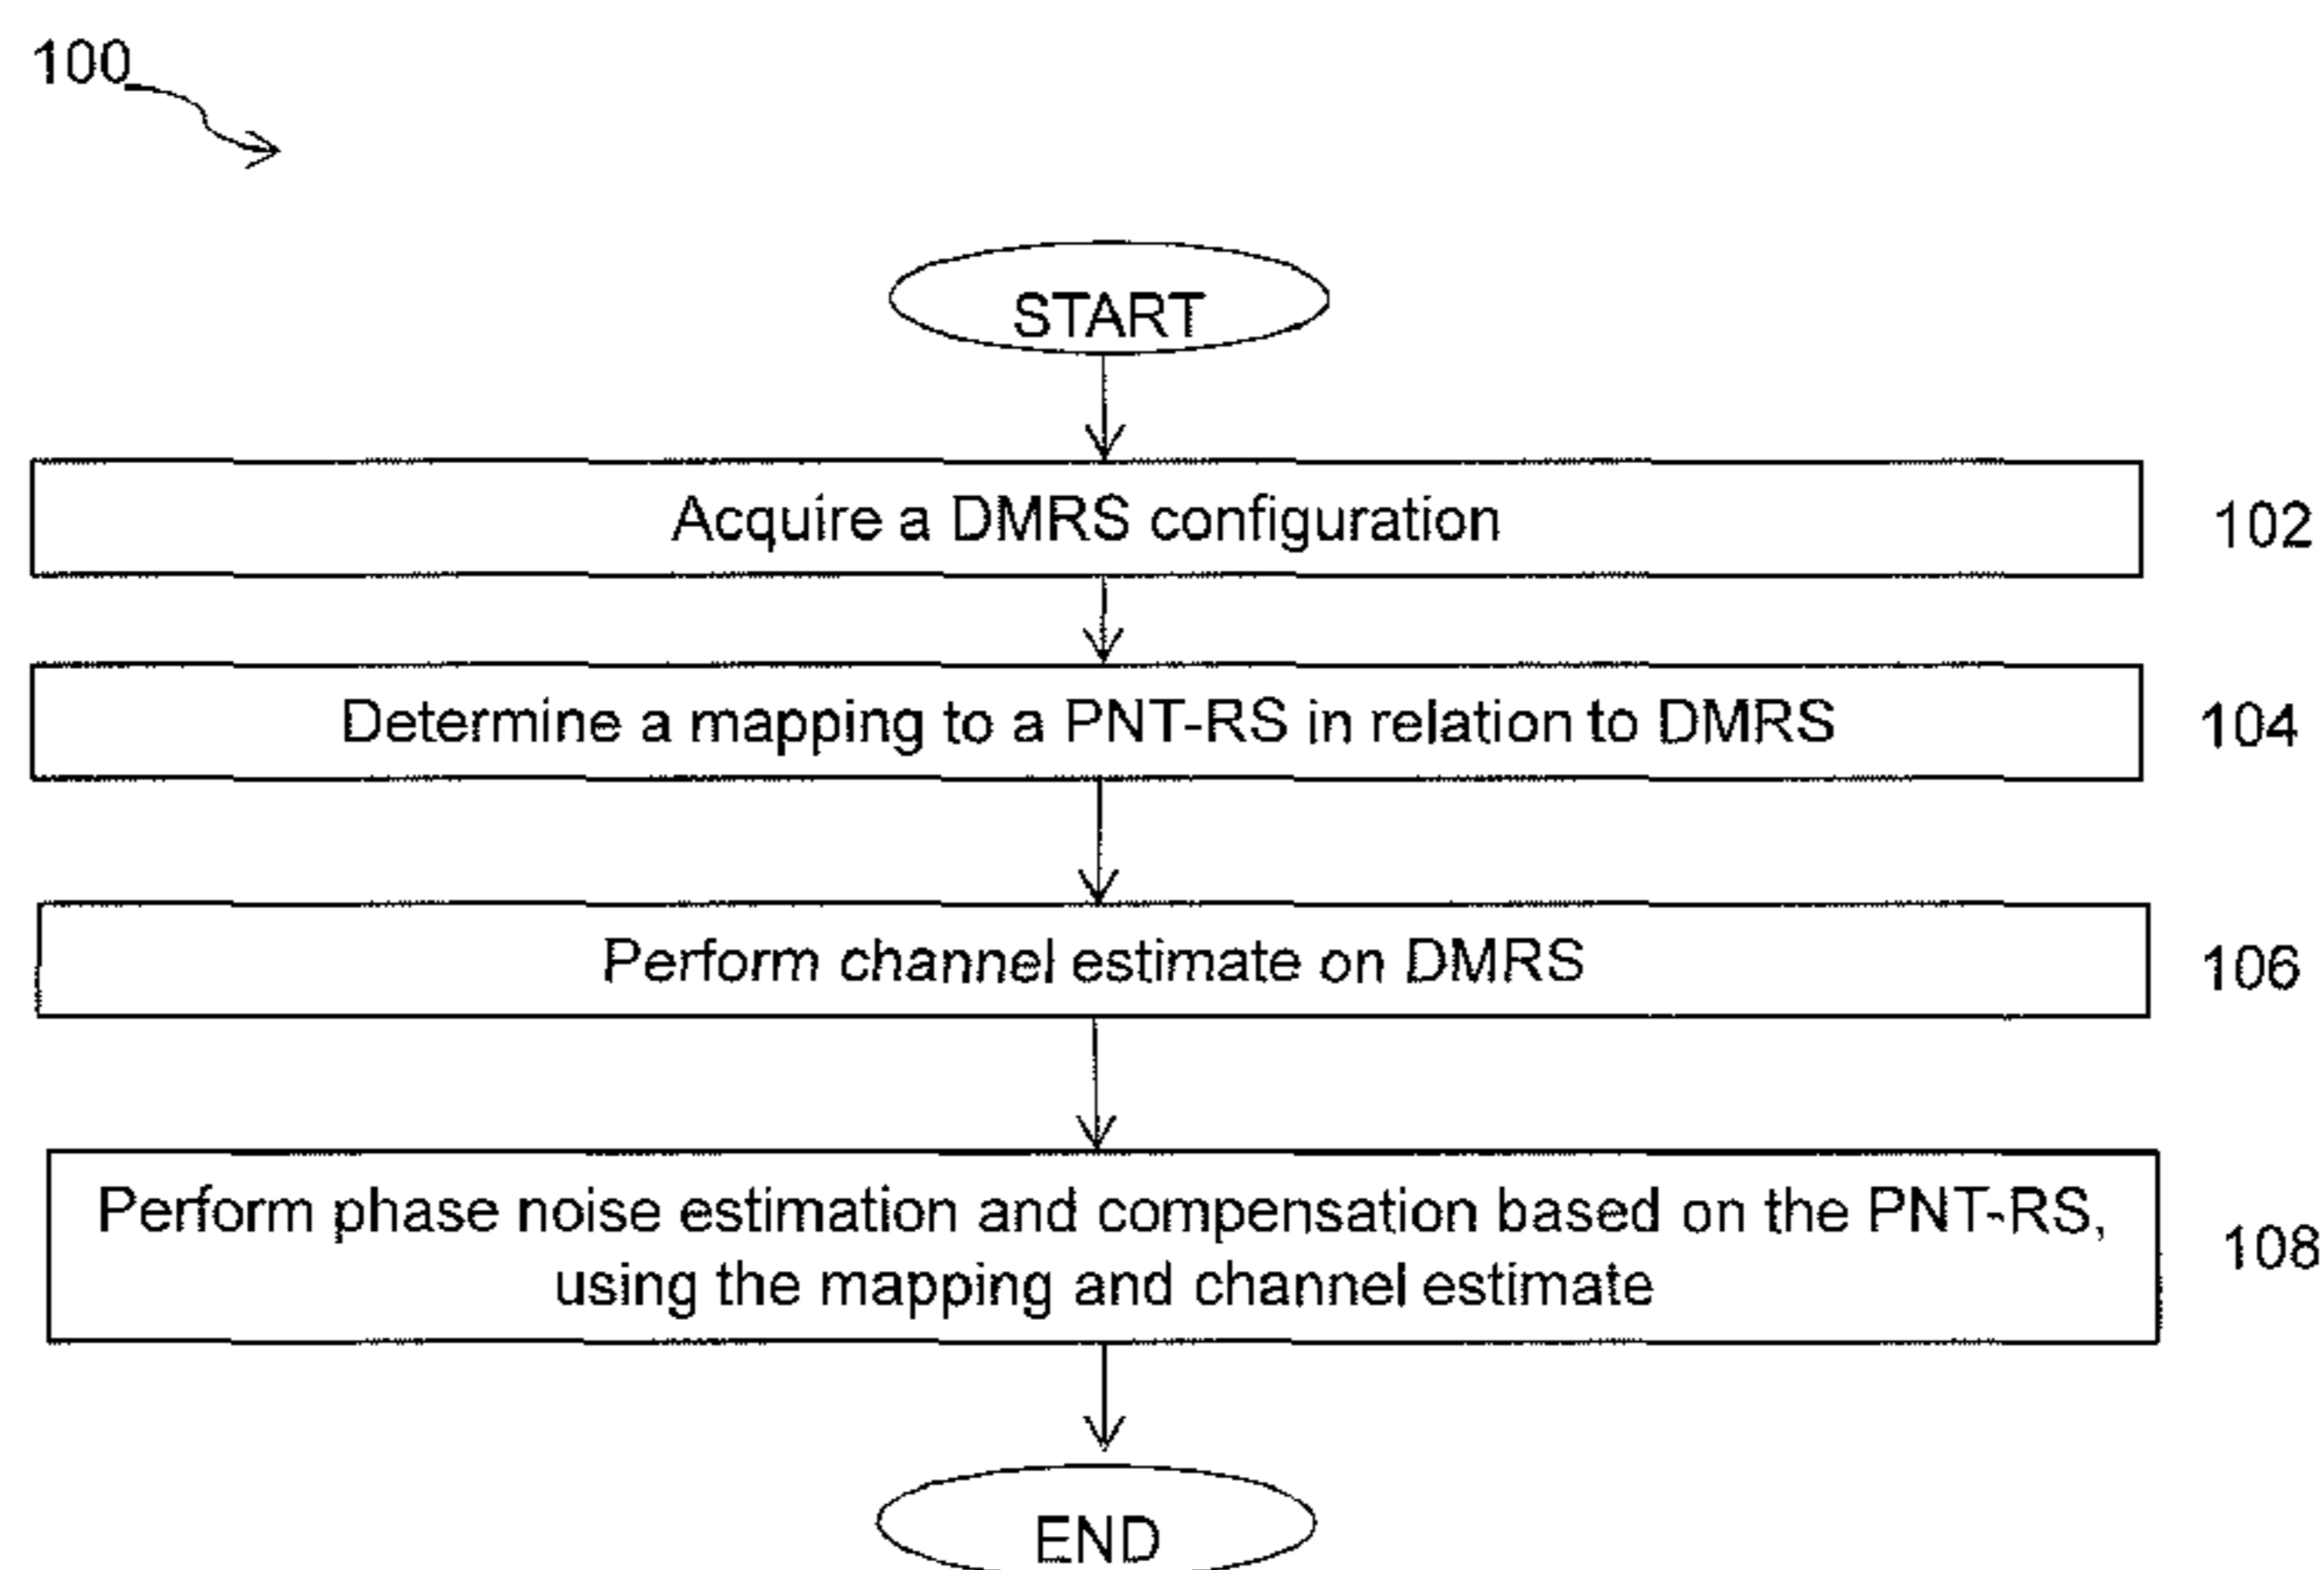 100
START
Acquire a DMRS configuration
102
Determine a mapping to a PNT-RS in relation to DMRS
104
Perform channel estimate on DMRS
106
Perform phase noise estimation and compensation based on the PNT-RS,
using the mapping and channel estimate
108
END